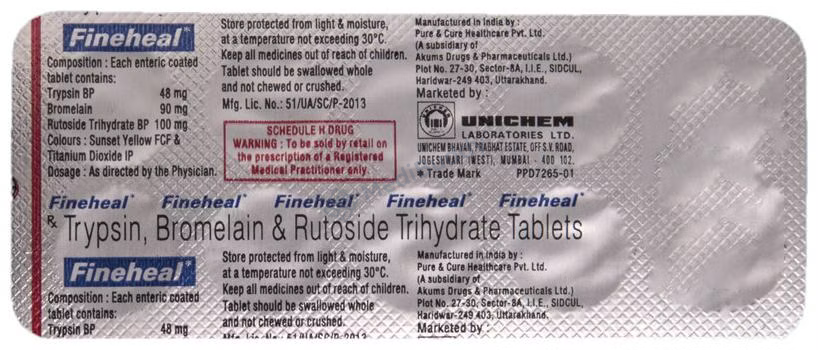 Fineheal*
Composition : Each enteric coated
tablet contains:
Trypsin BP 48 mg
Bromelain 90 mg
Rutoside Trihydrate BP 100 mg
Colours : Sunset Yellow FCF &
Titanium Dioxide IP
Dosage : As directed by the Physician.
Store protected from light & moisture,
at a temperature not exceeding 30°C.
Keep all medicines out of reach of children.
Tablet should be swallowed whole
and not chewed or crushed.
Mfg. Lic. No.: 51/UA/SC/P-2013
SCHEDULE H DRUG
WARNING : To be sold by retail on
the prescription of a Registered
Medical Practitioner only.
Manufactured in India by :
Pure & Cure Healthcare Pvt. Ltd.
(A subsidiary of
Akums Drugs & Pharmaceuticals Ltd.)
Plot No. 27-30, Sector-8A, I.I.E., SIDCUL,
Haridwar-249 403, Uttarakhand.
Marketed by :
UNICHEM
LABORATORIES LTD.
UNICHEM BHAVAN, PRABHAT ESTATE, OFF S.V. ROAD,
JOGESHWARI (WEST), MUMBAI - 400 102.
* Trade Mark PPD7265-01
Fineheal* Fineheal* Fineheal* Fineheal* Fineheal*
Rx Trypsin, Bromelain & Rutoside Trihydrate Tablets
Fineheal*
Composition : Each enteric coated
tablet contains:
Trypsin BP 48 mg
Store protected from light & moisture,
at a temperature not exceeding 30°C.
Keep all medicines out of reach of children.
Tablet should be swallowed whole
and not chewed or crushed.
Mfg. Lic. No.: 51/UA/SC/P-2013
Manufactured in India by :
Pure & Cure Healthcare Pvt. Ltd.
(A subsidiary of
Akums Drugs & Pharmaceuticals Ltd.)
Plot No. 27-30, Sector-8A, I.I.E., SIDCUL,
Haridwar-249 403, Uttarakhand.
Marketed by :